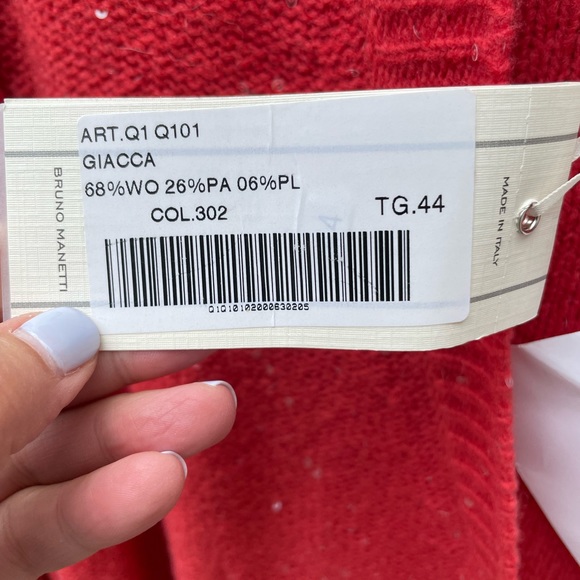 ART.Q1 Q101
GIACCA
68%WO 26%PA 06%PL
COL.302
TG.44
Q1Q10102000630205
BRUNO MANETTI
MADE IN ITALY